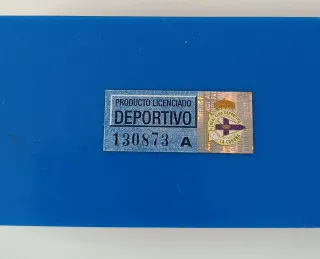 PRODUCTO LICENCIADO
DEPORTIVO
130873 A